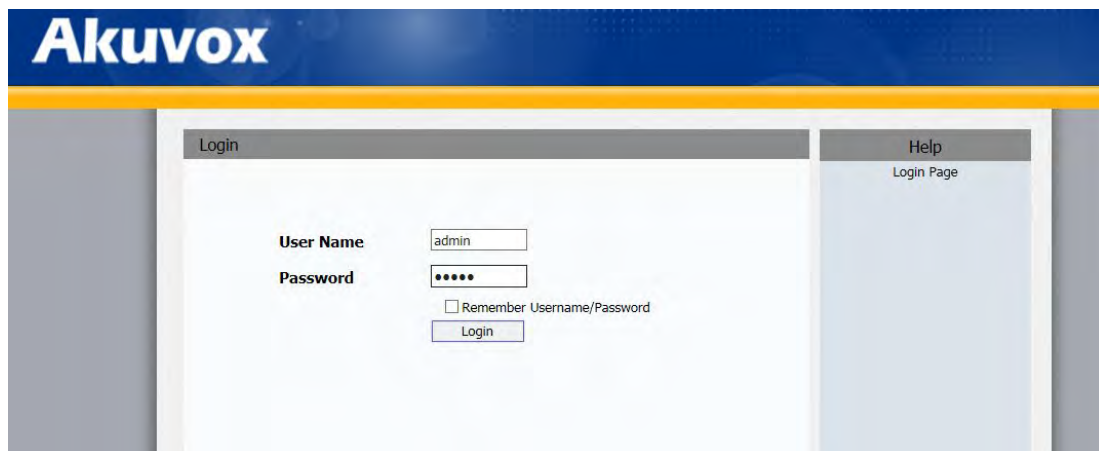 Akuvox
Login
Help
Login Page
User Name
admin
Password
•••••
Remember Username/Password
Login